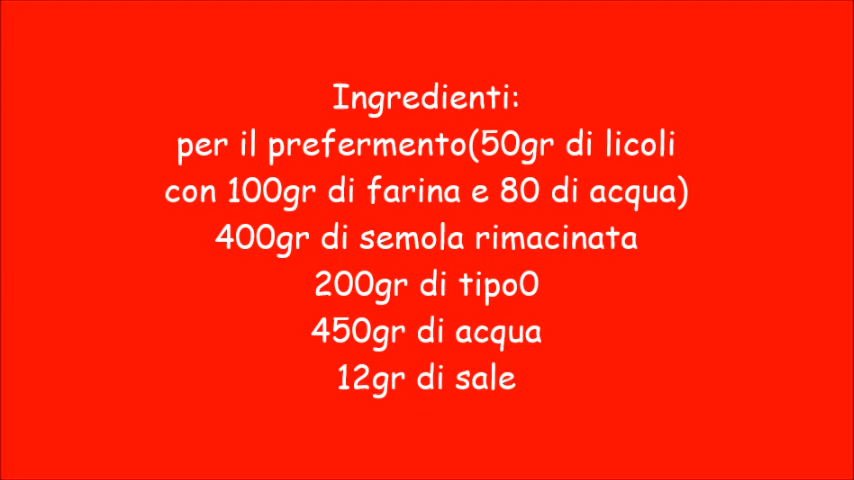 Ingredienti:
per il prefermento(50gr di licoli
con 100gr di farina e 80 di acqua)
400gr di semola rimacinata
200gr di tipo0
450gr di acqua
12gr di sale